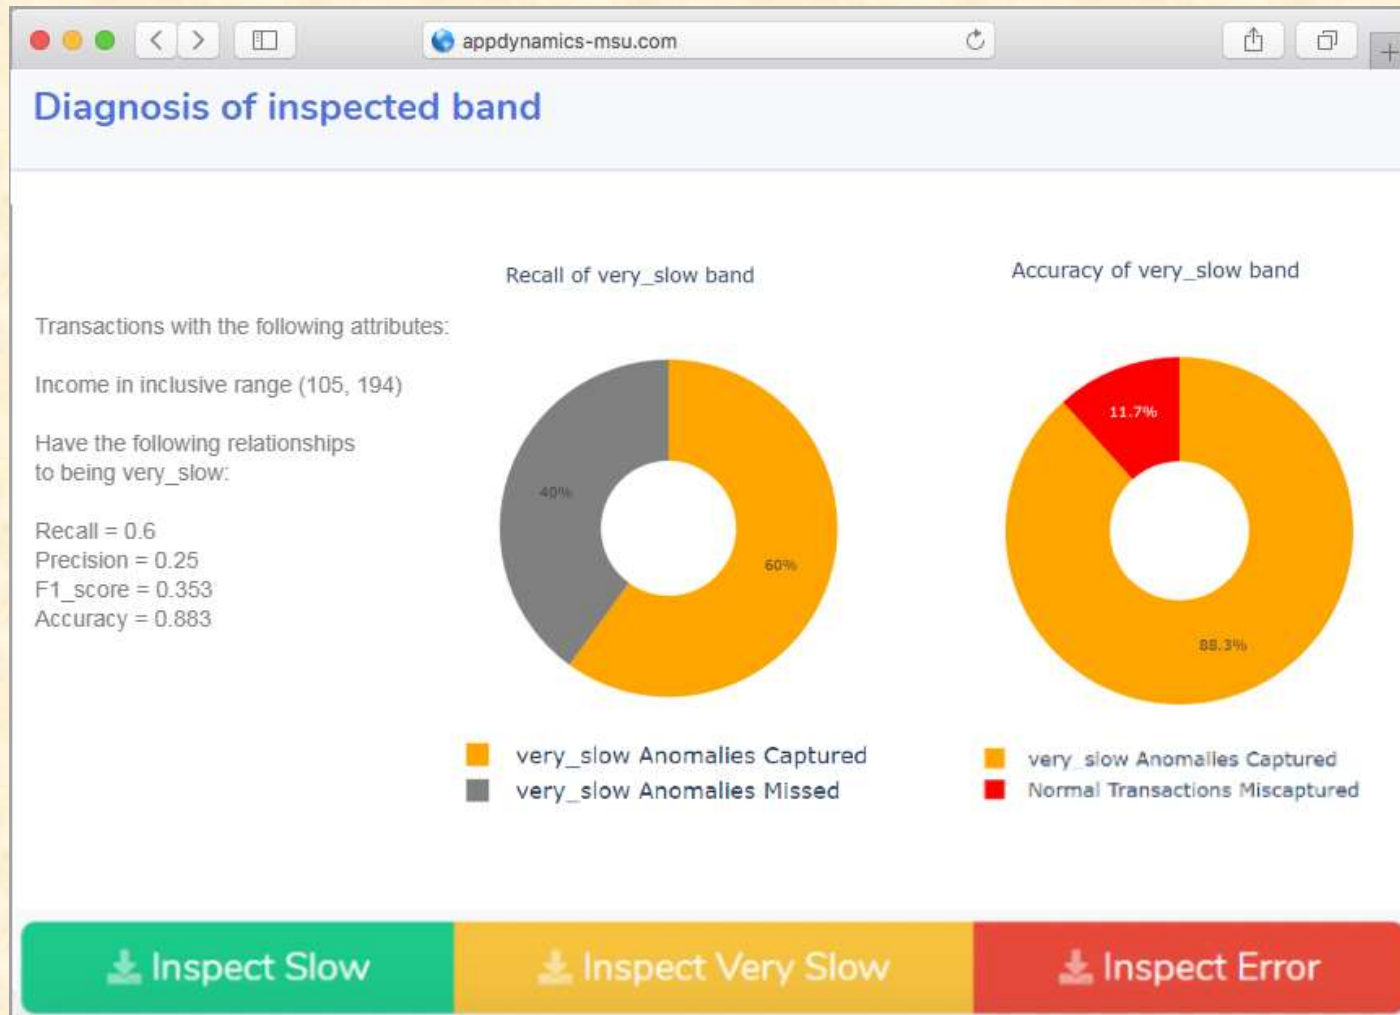 appdynamics-msu.com
Diagnosis of inspected band
Transactions with the following attributes:
Income in inclusive range (105, 194)
Have the following relationships
to being very_slow:
Recall = 0.6
Precision = 0.25
F1_score = 0.353
Accuracy = 0.883
Recall of very_slow band
40%
60%
very_slow Anomalies Captured
very_slow Anomalies Missed
Accuracy of very_slow band
11.7%
88.3%
very_slow Anomalies Captured
Normal Transactions Miscaptured
Inspect Slow
Inspect Very Slow
Inspect Error